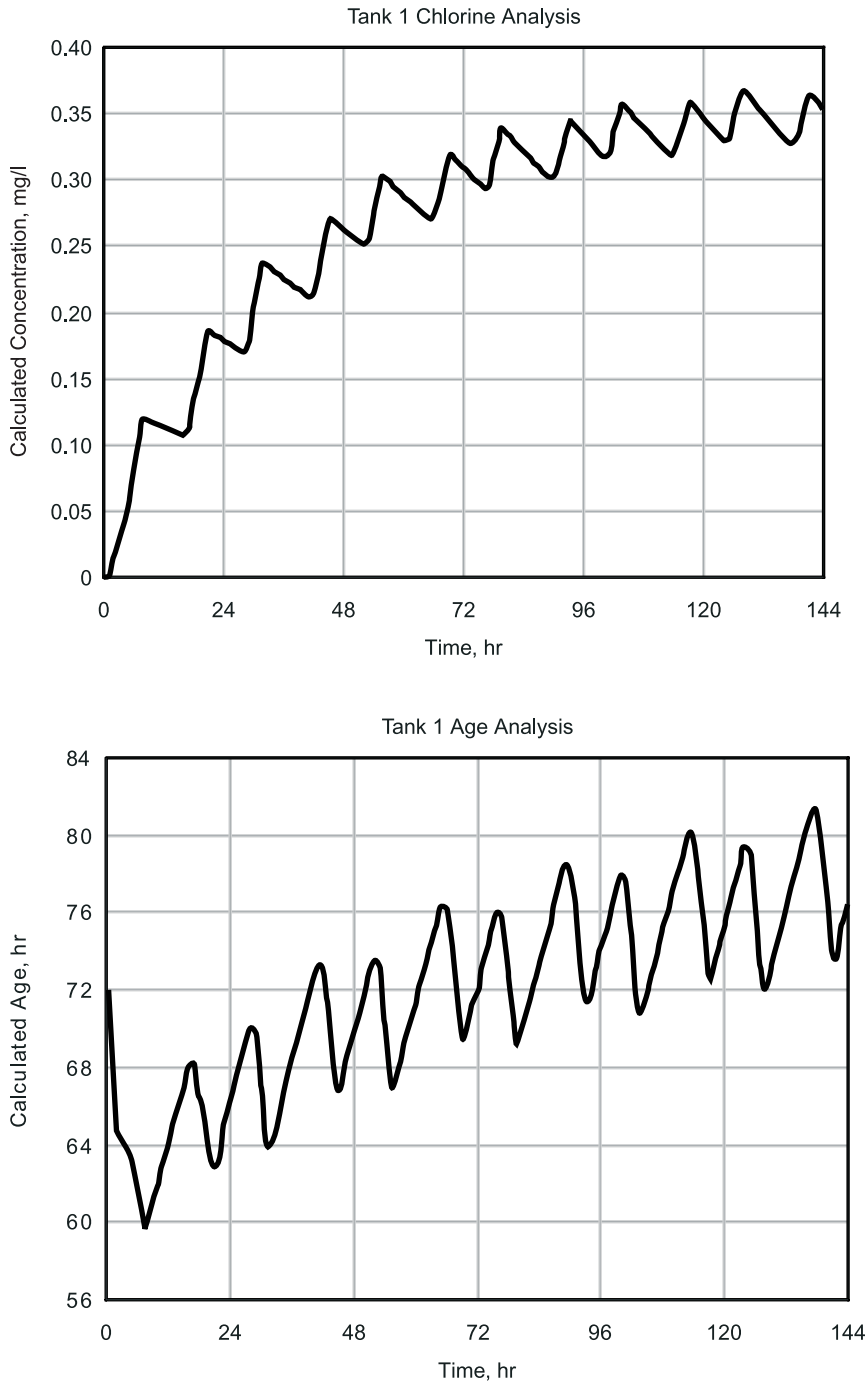 Tank 1 Chlorine Analysis
0.40
0.35
0.30
0.25
0.20
0.15
0.10
0.05
0
Calculated Concentration, mg/l
0 24 48 72 96 120 144
Time, hr
Tank 1 Age Analysis
84
80
76
72
68
64
60
56
Calculated Age, hr
0 24 48 72 96 120 144
Time, hr